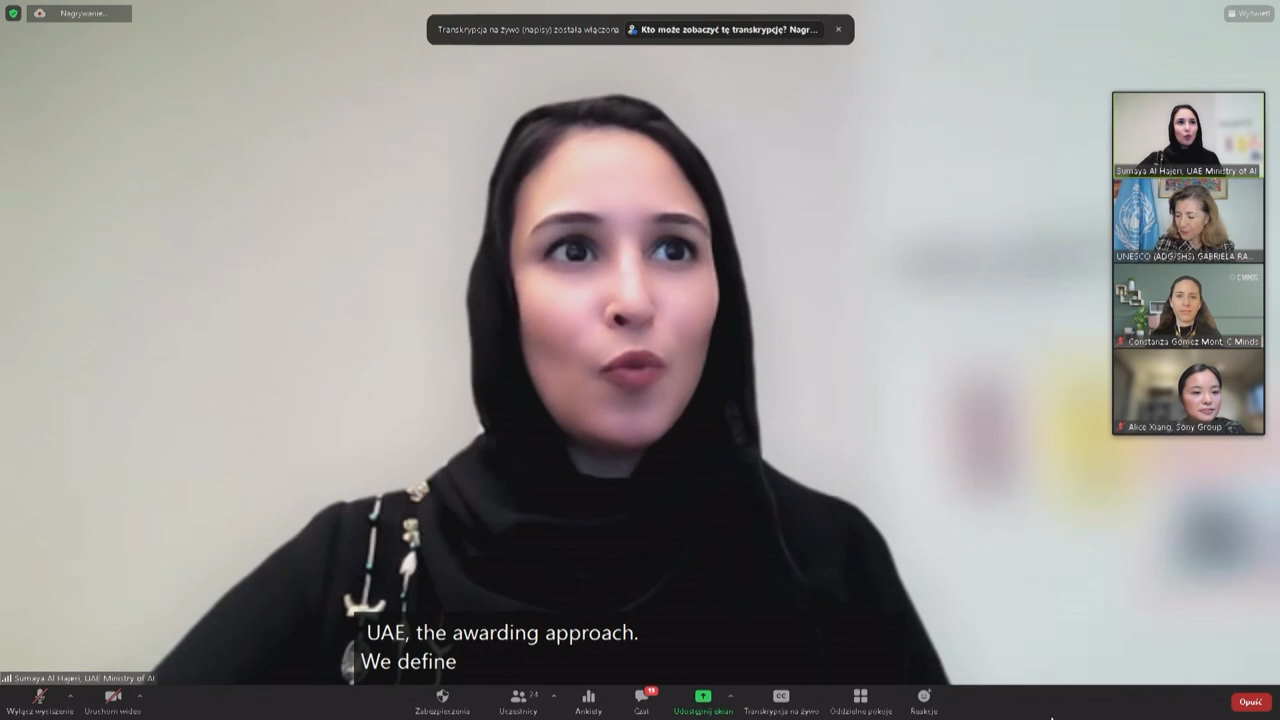 Nagrywanie...
Transkrypcja na żywo (napisy) została włączona
Kto może zobaczyć tę transkrypcję? Nagr...
Wyświetl
Sumaya Al Hajeri, UAE Ministry of AI
UNESCO (ADG/SHS) GABRIELA RA...
C MINDS
Constanza Gómez Mont, C Minds
Alice Xiang, Sony Group
UAE, the awarding approach.
We define
Sumaya Al Hajeri, UAE Ministry of AI
Wyłącz wyciszenie
Uruchom wideo
Zabezpieczenia
24
Uczestnicy
Ankiety
19
Czat
Udostępnij ekran
CC
Transkrypcja na żywo
Oddzielne pokoje
Reakcje
Opuść